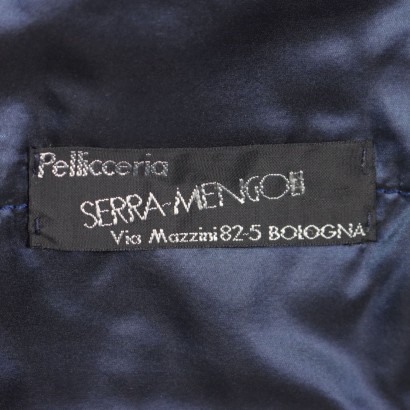 Pellicceria
SERRA-MENGOLI
Via Mazzini 82-5 BOLOGNA